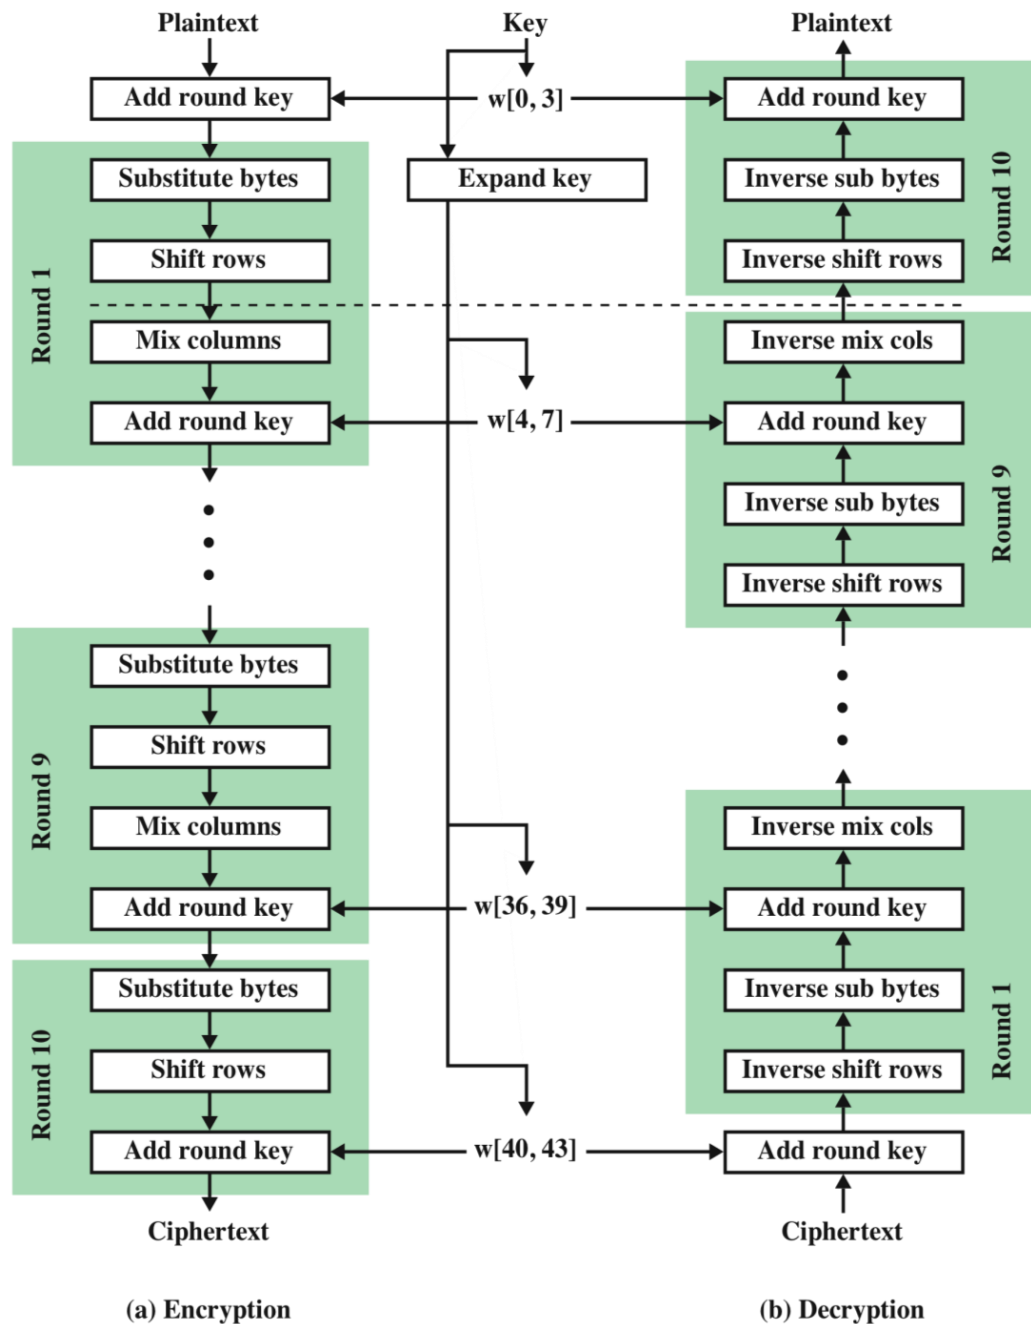 Plaintext
Key
Plaintext
Add round key
w[0, 3]
Add round key
Substitute bytes
Expand key
Inverse sub bytes
Round 10
Shift rows
Inverse shift rows
Round 1
Mix columns
Inverse mix cols
Add round key
w[4, 7]
Add round key
Inverse sub bytes
Round 9
Inverse shift rows
Substitute bytes
Shift rows
Round 9
Mix columns
Inverse mix cols
Add round key
w[36, 39]
Add round key
Substitute bytes
Inverse sub bytes
Round 1
Round 10
Shift rows
Inverse shift rows
Add round key
w[40, 43]
Add round key
Ciphertext
Ciphertext
(a) Encryption
(b) Decryption